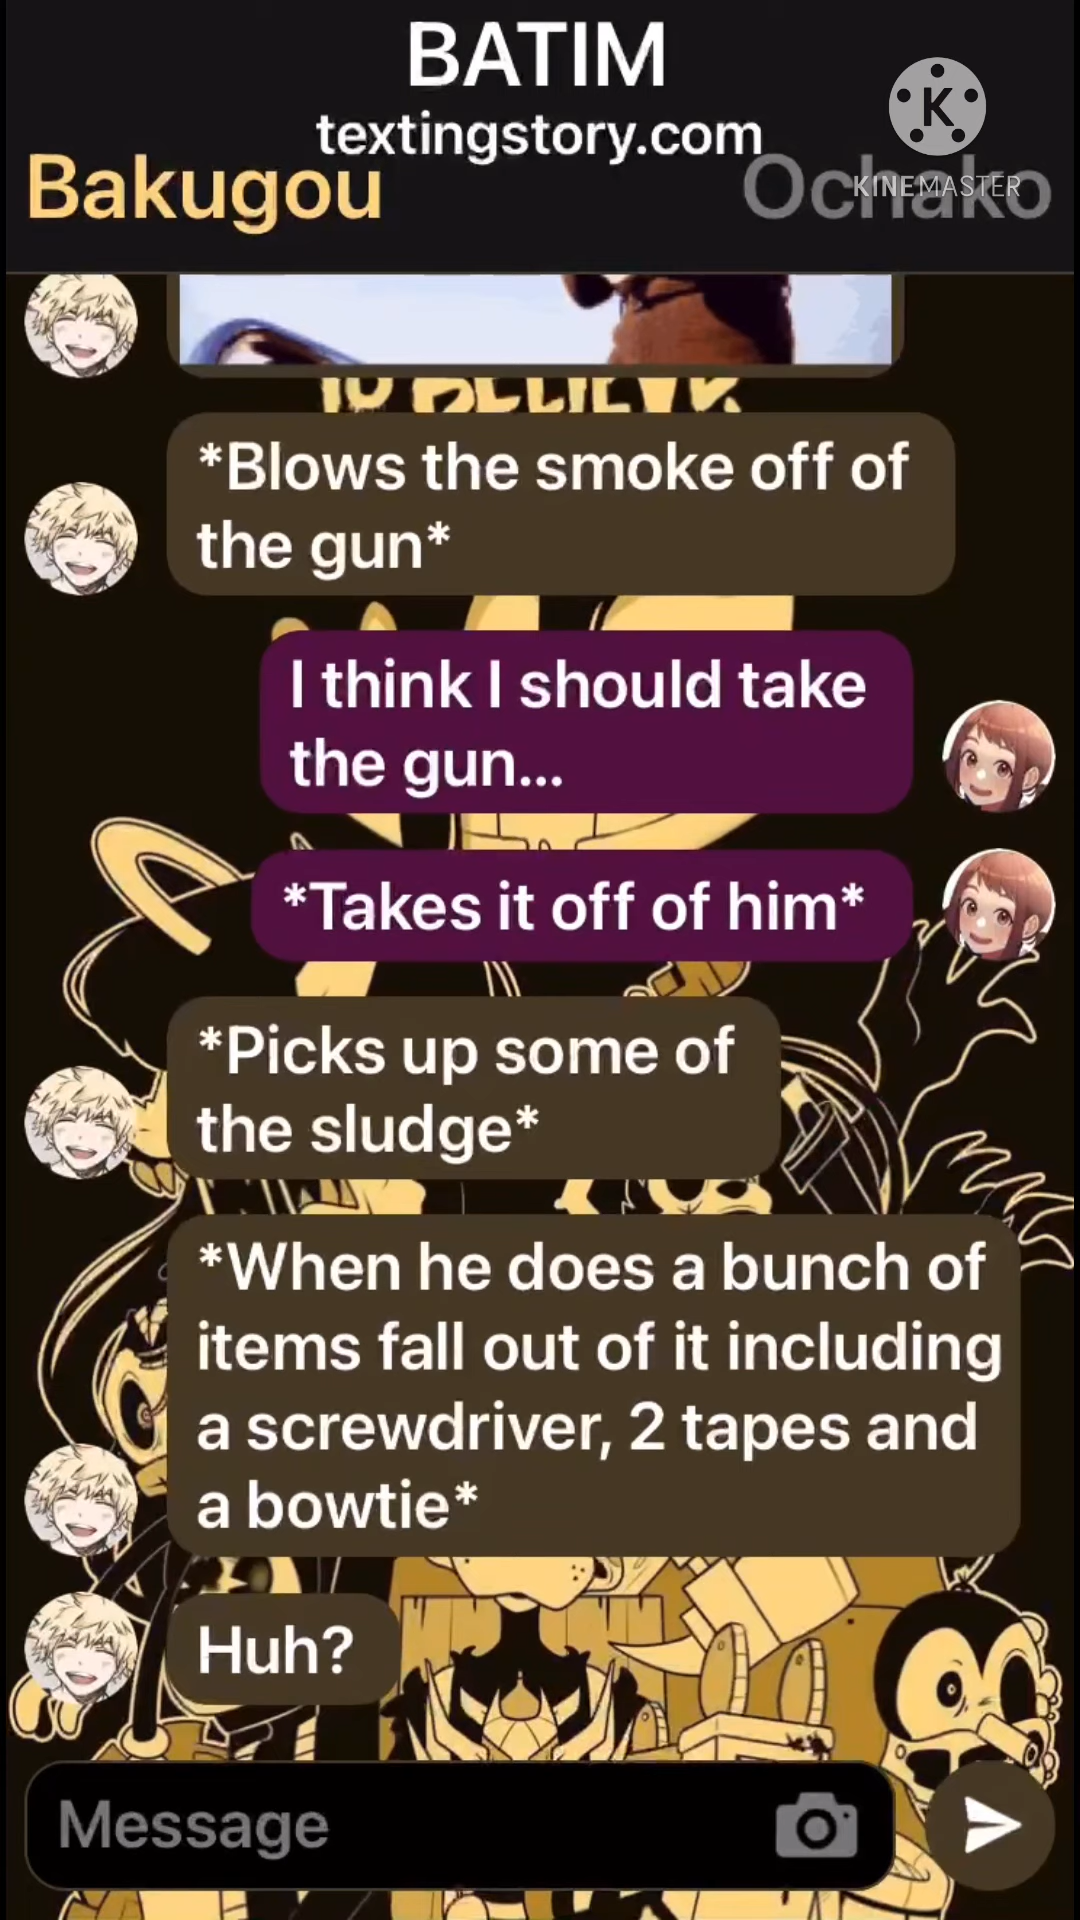 BATIM
textingstory.com
KINEMASTER
Bakugou
Ochako
TO BELIEVE
*Blows the smoke off of
the gun*
I think I should take
the gun...
*Takes it off of him*
*Picks up some of
the sludge*
*When he does a bunch of
items fall out of it including
a screwdriver, 2 tapes and
a bowtie*
Huh?
Message